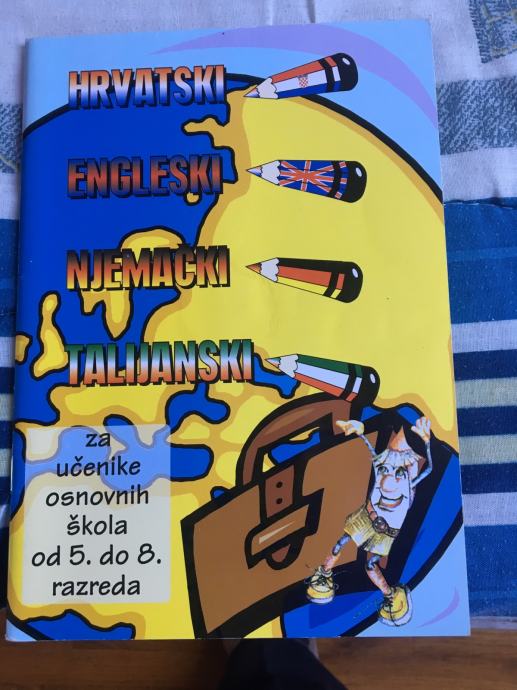 HRVATSKI
ENGLESKI
NJEMAČKI
TALIJANSKI
za
učenike
osnovnih
škola
od 5. do 8.
razreda